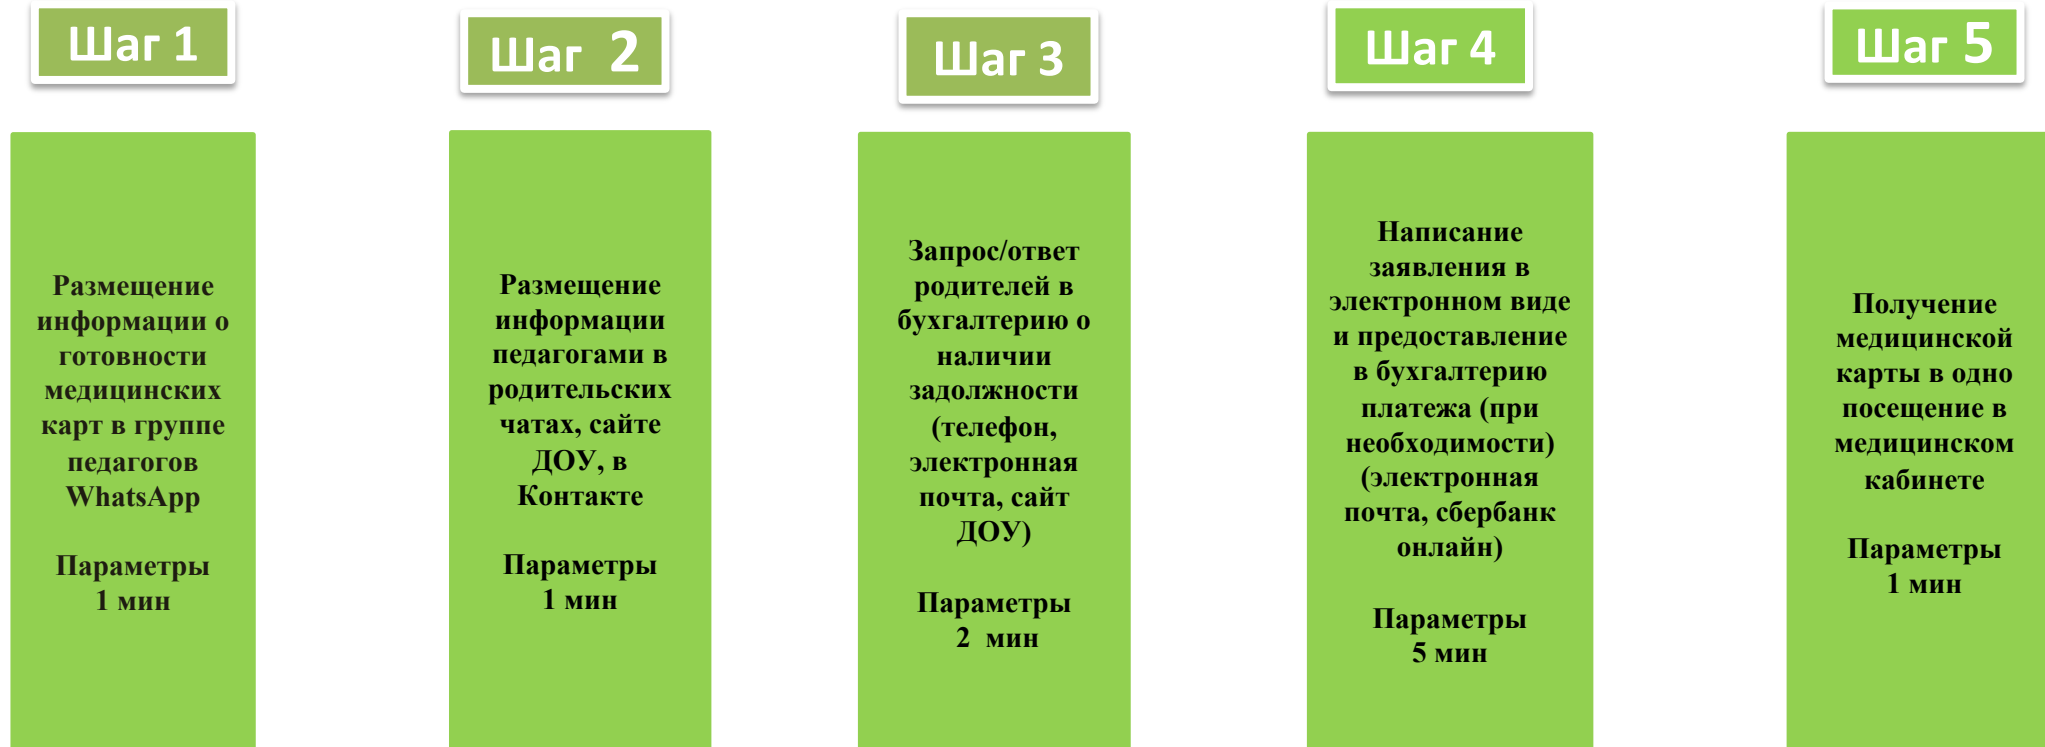 Шаг 1
Размещение
информации о
готовности
медицинских
карт в группе
педагогов
WhatsApp
Параметры
1 мин
Шаг 2
Размещение
информации
педагогами в
родительских
чатах, сайте
ДОУ, в
Контакте
Параметры
1 мин
Шаг 3
Запрос/ответ
родителей в
бухгалтерию о
наличии
задолжности
(телефон,
электронная
почта, сайт
ДОУ)
Параметры
2 мин
Шаг 4
Написание
заявления в
электронном виде
и предоставление
в бухгалтерию
платежа (при
необходимости)
(электронная
почта, сбербанк
онлайн)
Параметры
5 мин
Шаг 5
Получение
медицинской
карты в одно
посещение в
медицинском
кабинете
Параметры
1 мин